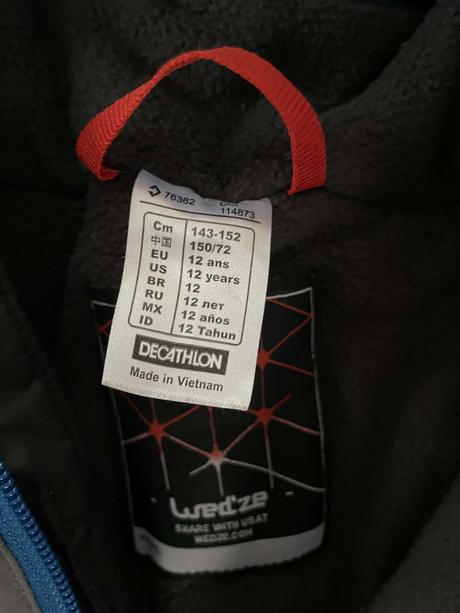 76362 114873
Cm 143-152
中国 150/72
EU 12 ans
US 12 years
BR 12
RU 12 лет
MX 12 años
ID 12 Tahun
DECATHLON
Made in Vietnam
wed'ze
SHARE WITH US AT
WEDZE.COM